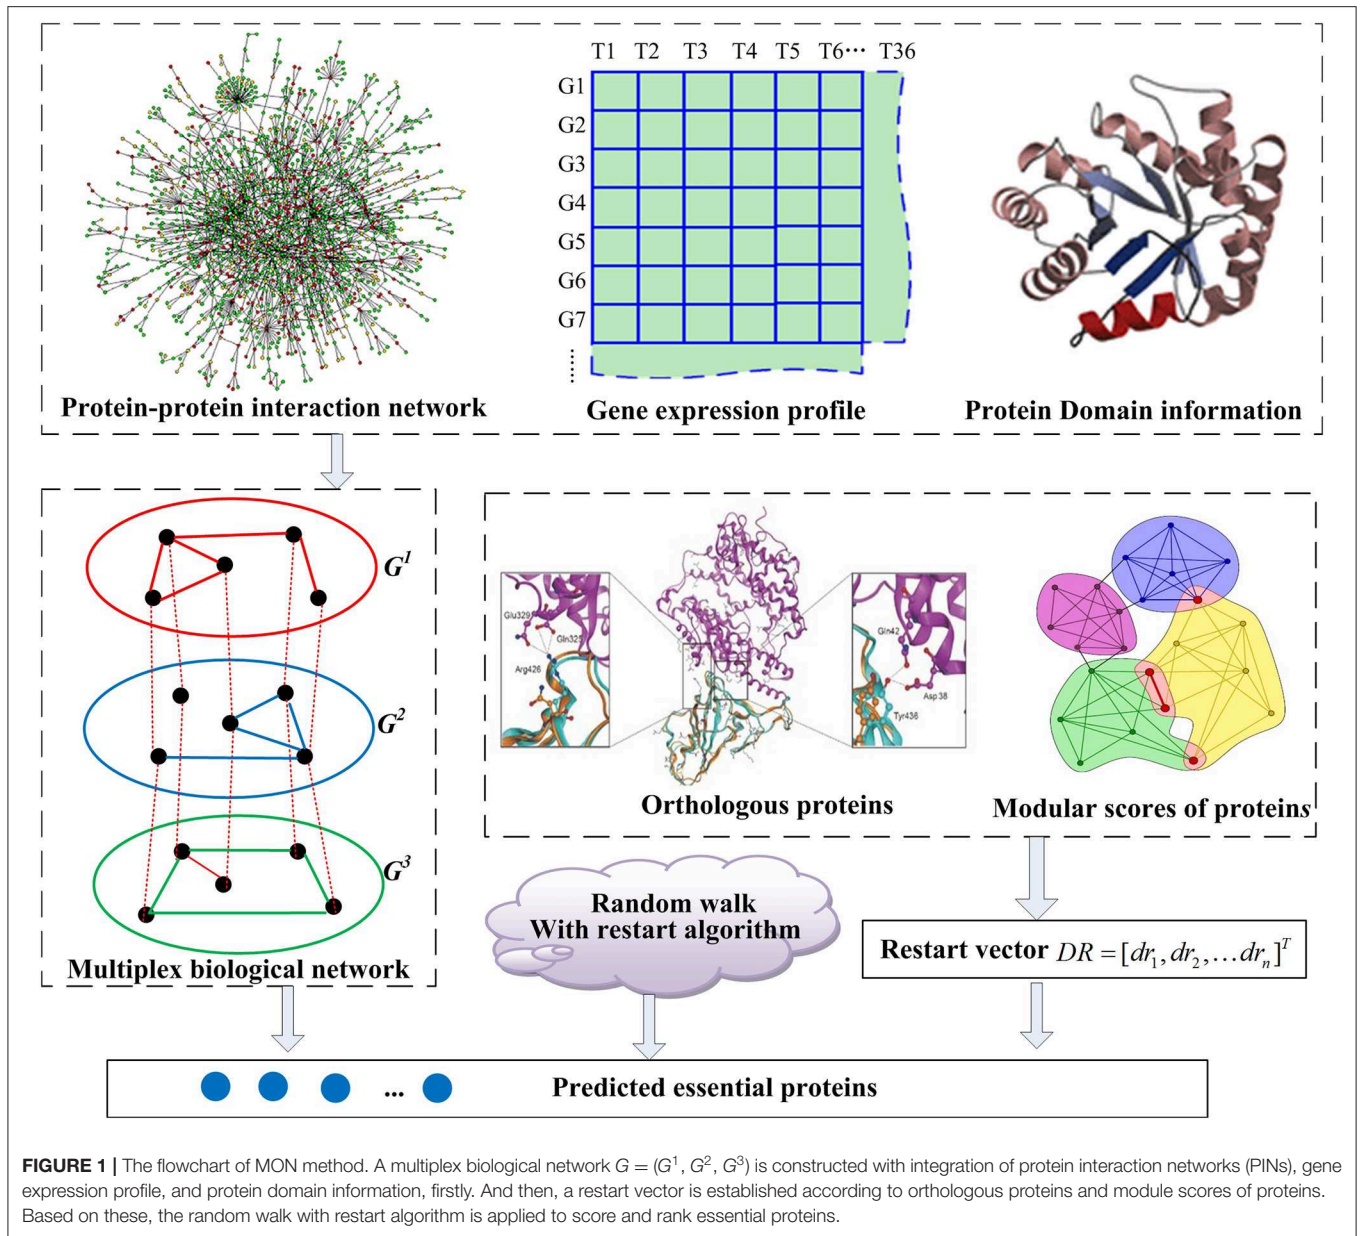 T1 T2 T3 T4 T5 T6... T36
G1
G2
G3
G4
G5
G6
G7
Protein-protein interaction network
Gene expression profile
Protein Domain information
G¹
G²
G³
Multiplex biological network
Glu329
Gln325
Arg426
Gln42
Asp 38
Tyr436
Orthologous proteins
Modular scores of proteins
Random walk
With restart algorithm
Restart vector DR = [dr₁, dr₂, ... drₙ]ᵀ
... Predicted essential proteins
FIGURE 1 | The flowchart of MON method. A multiplex biological network G = (G¹, G², G³) is constructed with integration of protein interaction networks (PINs), gene
expression profile, and protein domain information, firstly. And then, a restart vector is established according to orthologous proteins and module scores of proteins.
Based on these, the random walk with restart algorithm is applied to score and rank essential proteins.